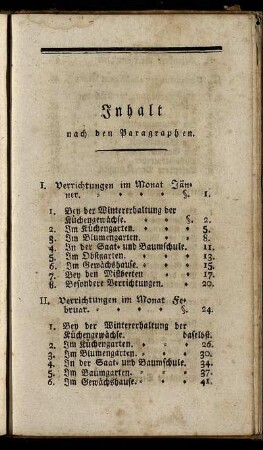 Inhalt
nach den Paragraphen.
I. Verrichtungen im Monat Jän-
ner. §. 1.
1. Bey der Wintererhaltung der
Küchengewächse. §. 2.
2. Im Küchengarten. 5.
3. Im Blumengarten. 8.
4. In der Saat- und Baumschule. 11.
5. Im Obstgarten. 13.
6. Im Gewächshause. 15.
7. Bey den Mistbeten 17.
8. Besondere Verrichtungen. 20.
II. Verrichtungen im Monat Fe-
bruar. §. 24.
1. Bey der Wintererhaltung der
Küchengewächse. daselbst.
2. Im Küchengarten. 26.
3. Im Blumengarten. 30.
4. In der Saat- und Baumschule. 34.
5. Im Baumgarten. 37.
6. Im Gewächshause. 41.